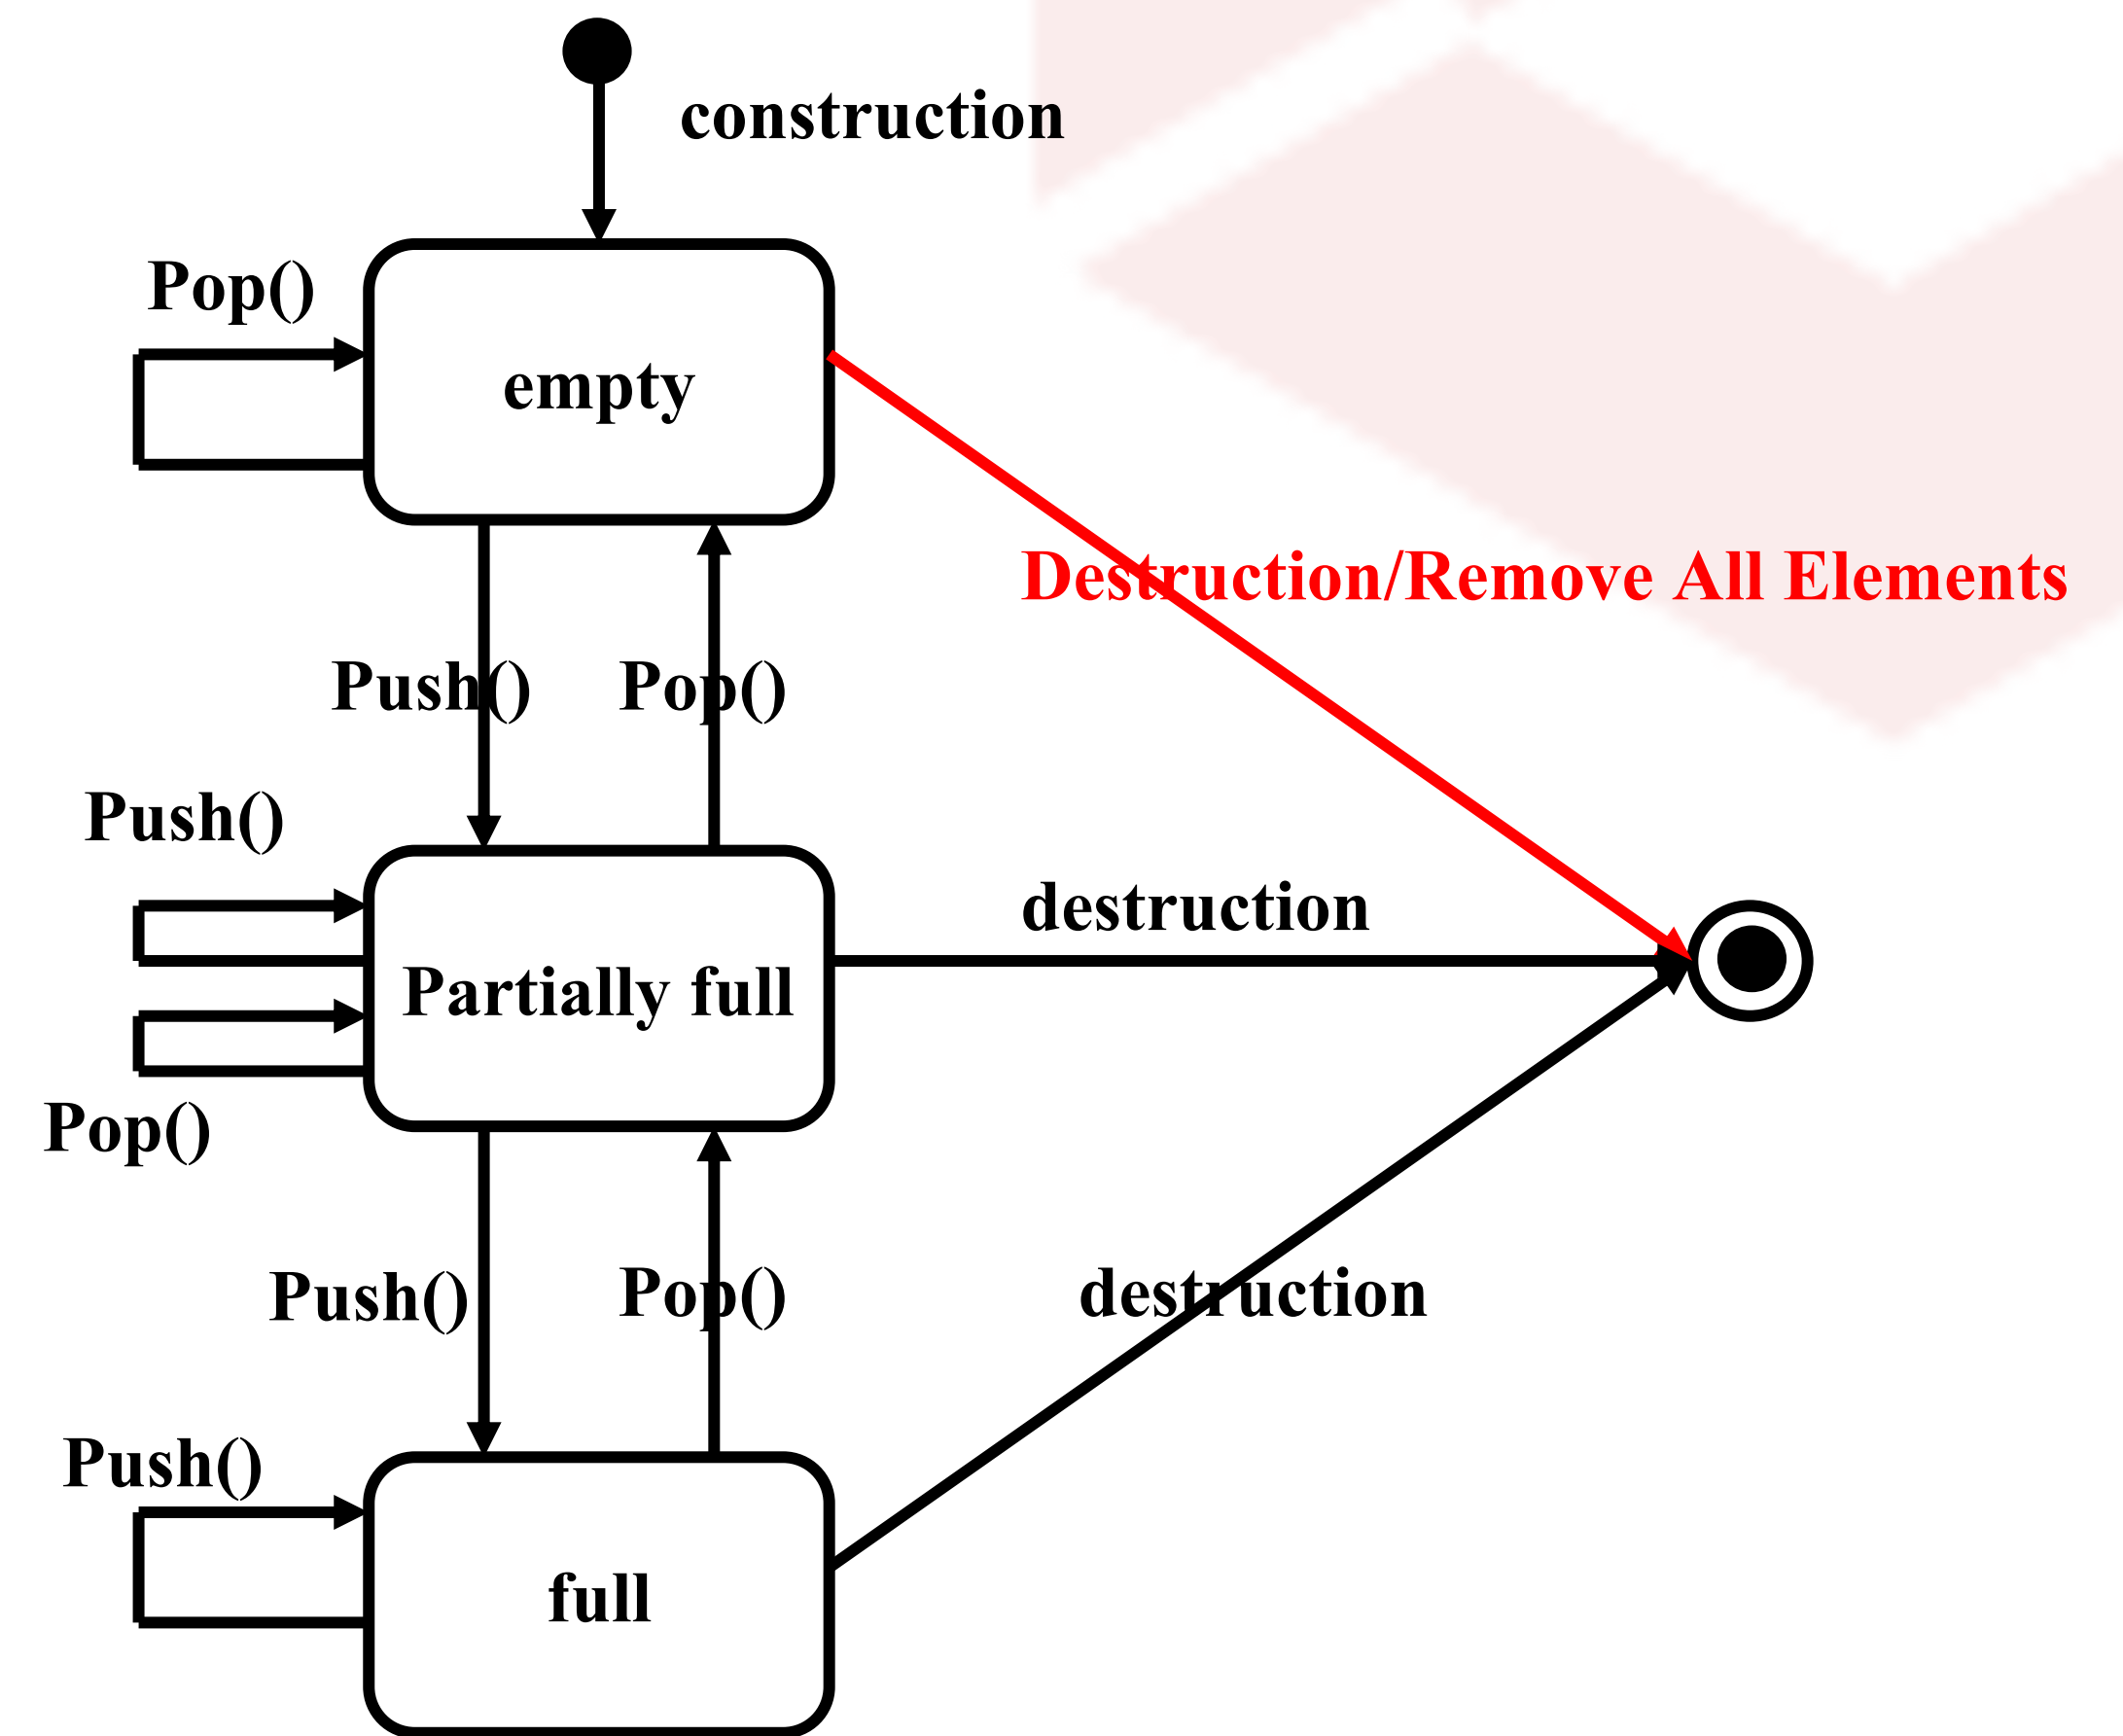 construction
Pop()
empty
Destruction/Remove All Elements
Push()
Pop()
Push()
destruction
Partially full
Pop()
Push()
Pop()
destruction
Push()
full